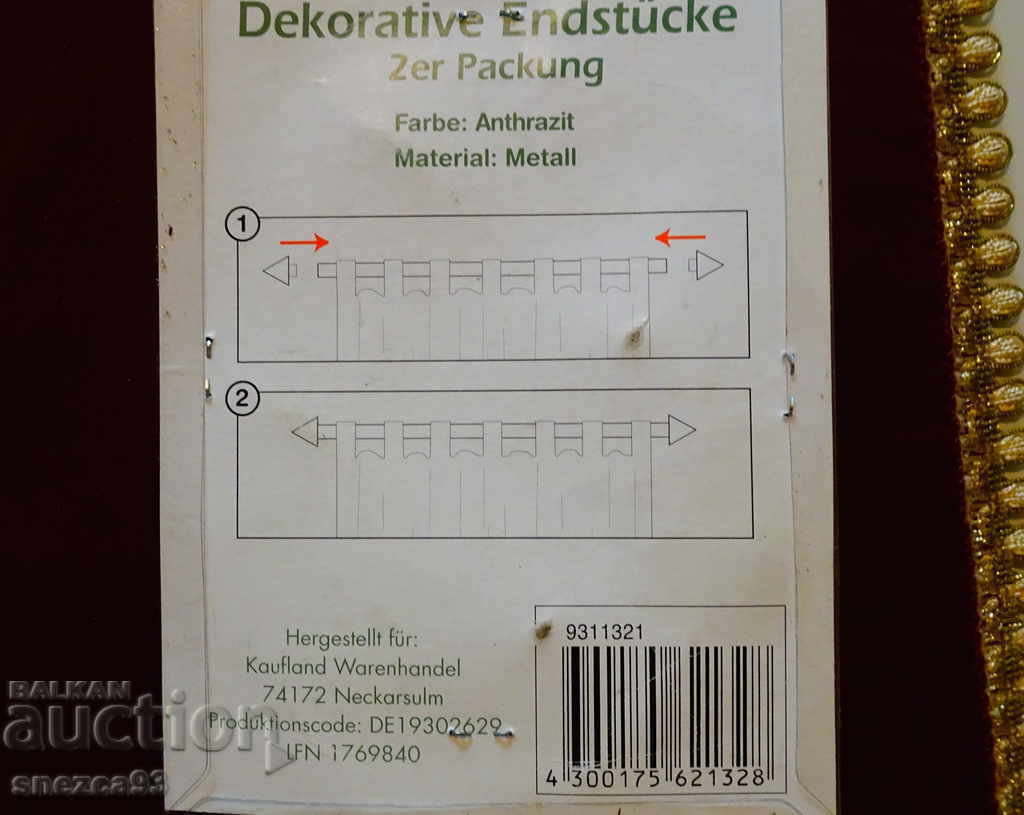 Dekorative Endstücke
2er Packung
Farbe: Anthrazit
Material: Metall
1
2
Hergestellt für:
Kaufland Warenhandel
74172 Neckarsulm
Produktionscode: DE19302629
LFN 1769840
9311321
4 300175 621328
BALKAN
auction
snezca93